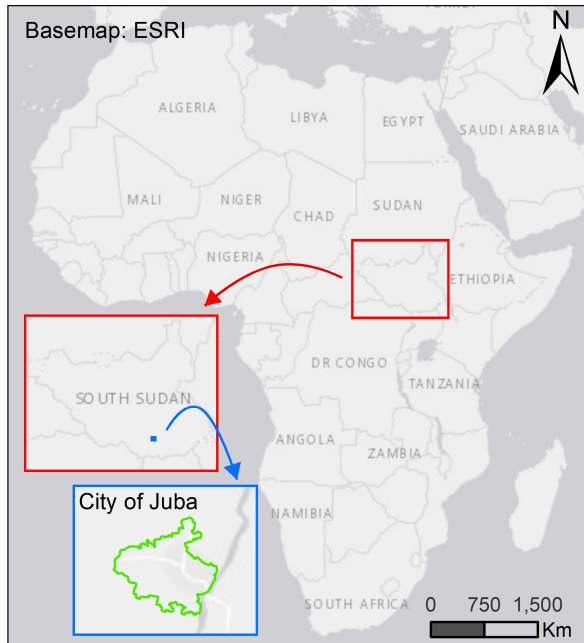 Basemap: ESRI
N
ALGERIA
LIBYA
EGYPT
SAUDI ARABIA
MALI
NIGER
CHAD
SUDAN
NIGERIA
ETHIOPIA
SOUTH SUDAN
DR CONGO
TANZANIA
ANGOLA
ZAMBIA
City of Juba
NAMIBIA
SOUTH AFRICA
0 750 1,500
Km